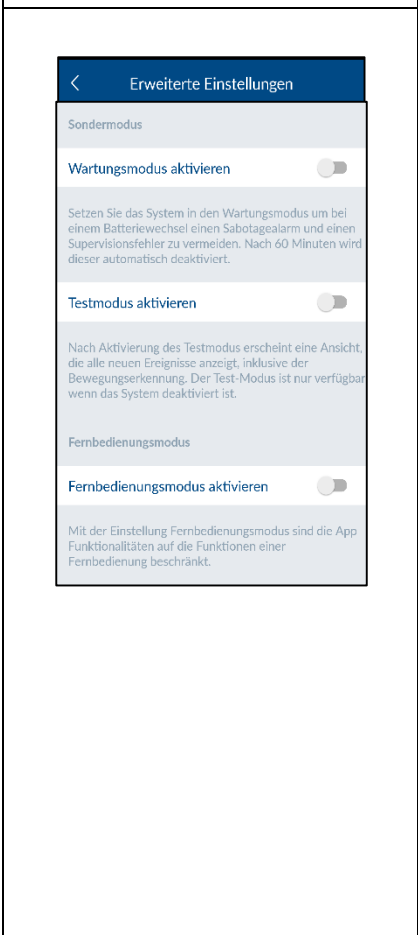 Erweiterte Einstellungen
Sondermodus
Wartungsmodus aktivieren
Setzen Sie das System in den Wartungsmodus um bei
einem Batteriewechsel einen Sabotagealarm und einen
Supervisionsfehler zu vermeiden. Nach 60 Minuten wird
dieser automatisch deaktiviert.
Testmodus aktivieren
Nach Aktivierung des Testmodus erscheint eine Ansicht,
die alle neuen Ereignisse anzeigt, inklusive der
Bewegungserkennung. Der Test-Modus ist nur verfügbar
wenn das System deaktiviert ist.
Fernbedienungsmodus
Fernbedienungsmodus aktivieren
Mit der Einstellung Fernbedienungsmodus sind die App
Funktionalitäten auf die Funktionen einer
Fernbedienung beschränkt.